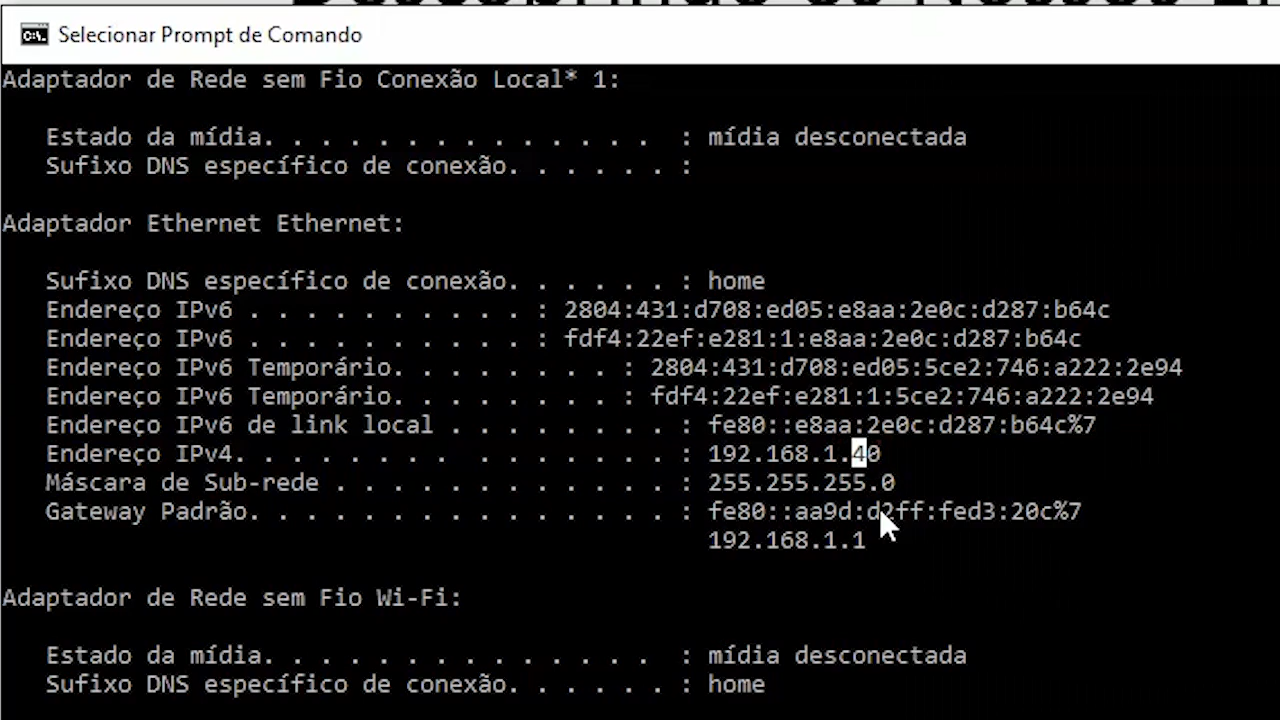 Selecionar Prompt de Comando
Adaptador de Rede sem Fio Conexão Local* 1:
Estado da mídia. . . . . . . . . . . . . . : mídia desconectada
Sufixo DNS específico de conexão. . . . . . :
Adaptador Ethernet Ethernet:
Sufixo DNS específico de conexão. . . . . . : home
Endereço IPv6 . . . . . . . . . . : 2804:431:d708:ed05:e8aa:2e0c:d287:b64c
Endereço IPv6 . . . . . . . . . . : fdf4:22ef:e281:1:e8aa:2e0c:d287:b64c
Endereço IPv6 Temporário. . . . . . . . : 2804:431:d708:ed05:5ce2:746:a222:2e94
Endereço IPv6 Temporário. . . . . . . . : fdf4:22ef:e281:1:5ce2:746:a222:2e94
Endereço IPv6 de link local . . . . . . . . : fe80::e8aa:2e0c:d287:b64c%7
Endereço IPv4. . . . . . . . . . . . . . . : 192.168.1.40
Máscara de Sub-rede . . . . . . . . . . . . : 255.255.255.0
Gateway Padrão. . . . . . . . . . . . . . . : fe80::aa9d:d2ff:fed3:20c%7
192.168.1.1
Adaptador de Rede sem Fio Wi-Fi:
Estado da mídia. . . . . . . . . . . . . . : mídia desconectada
Sufixo DNS específico de conexão. . . . . . : home